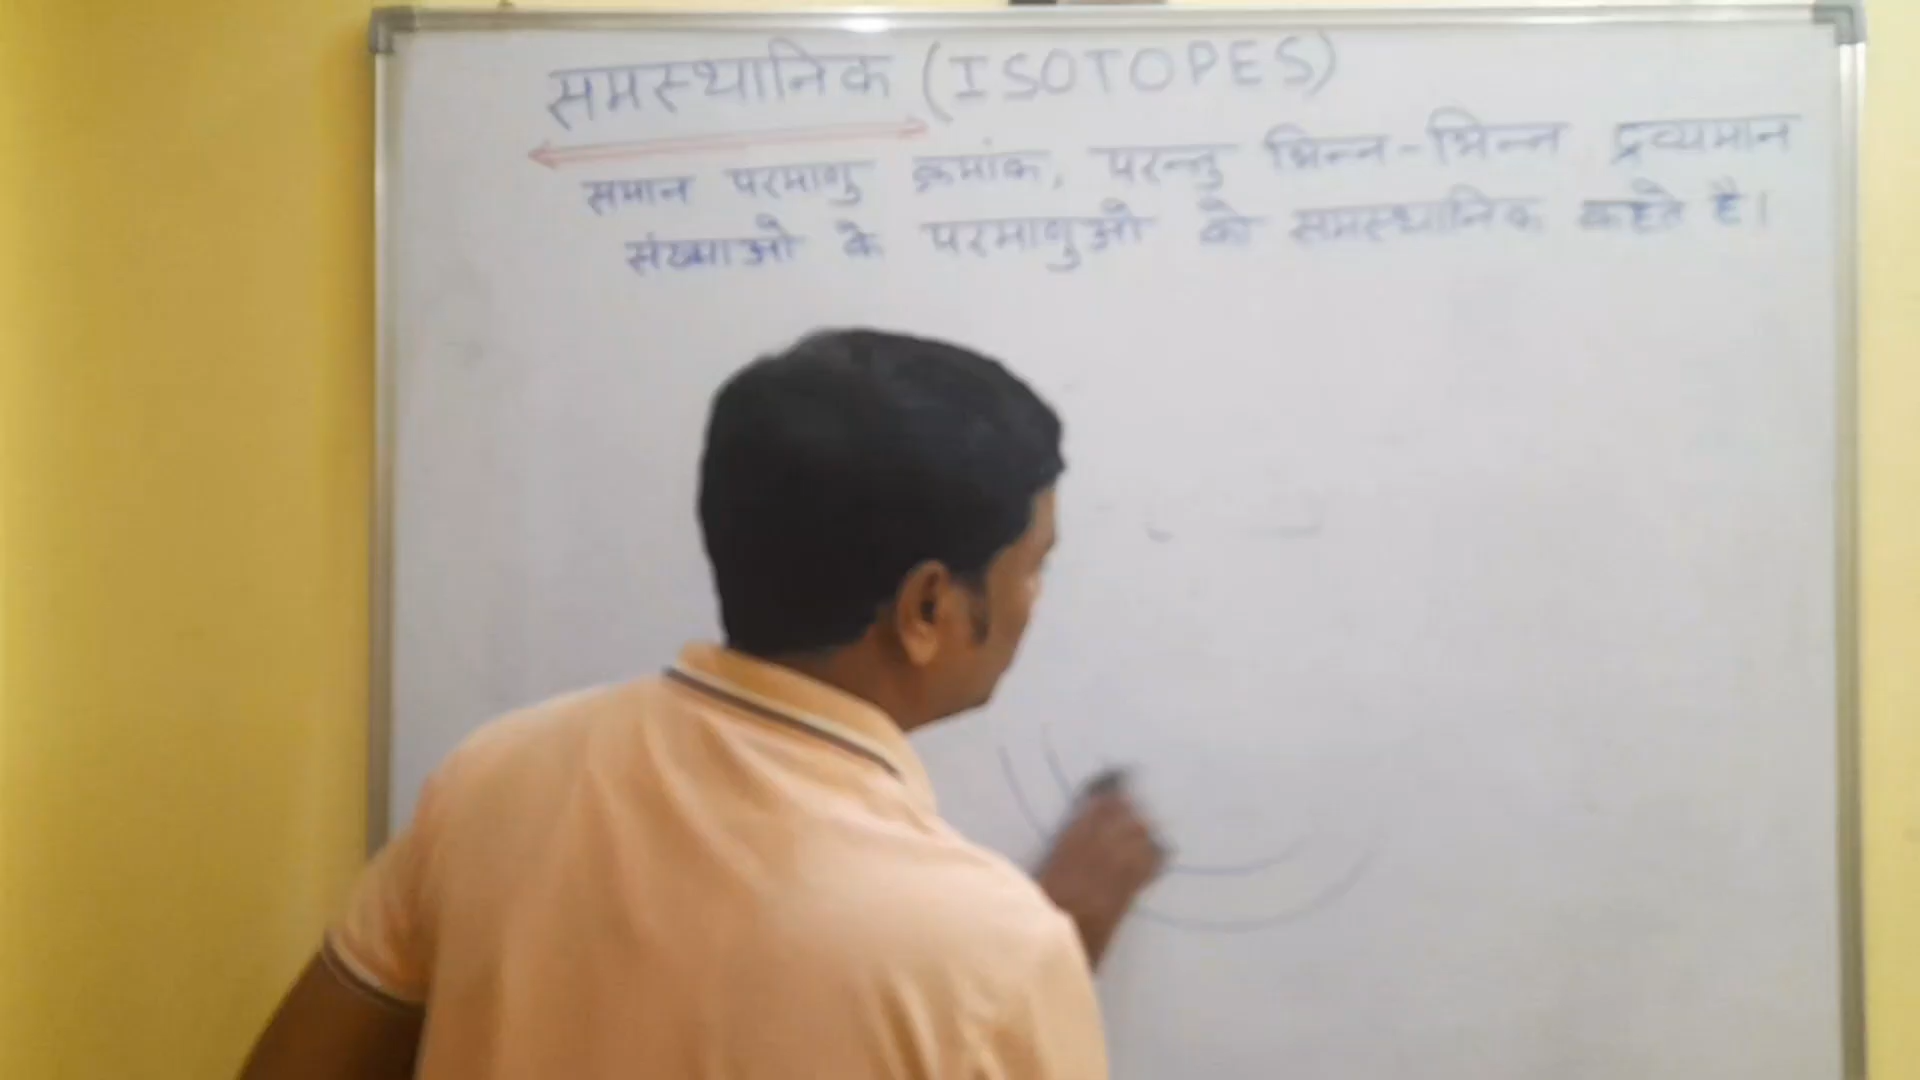 समस्थानिक (ISOTOPES)
समान परमाणु क्रमांक, परन्तु भिन्न-भिन्न द्रव्यमान
संख्याओ के परमाणुओ को समस्थानिक कहते है।